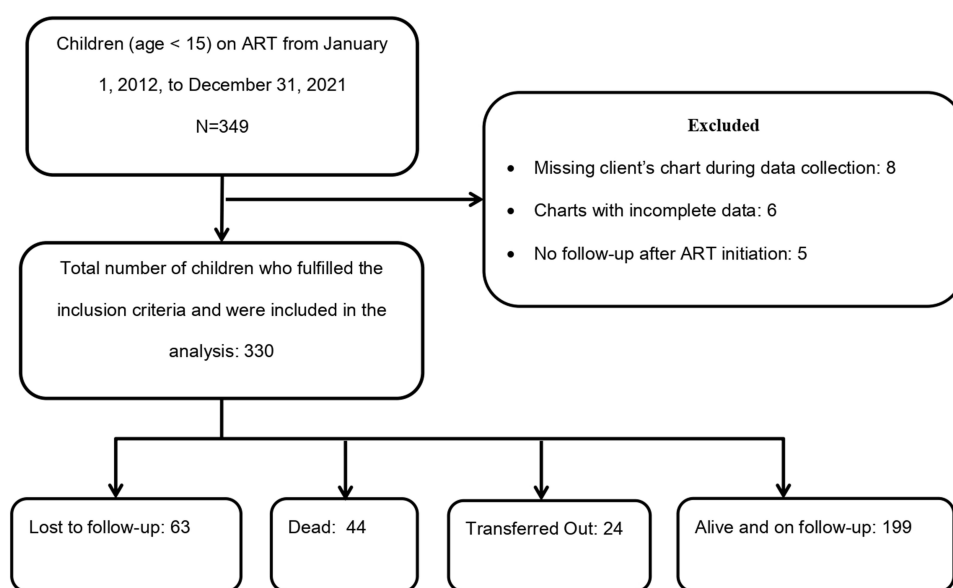 Children (age < 15) on ART from January
1, 2012, to December 31, 2021
N=349
Excluded
• Missing client’s chart during data collection: 8
• Charts with incomplete data: 6
• No follow-up after ART initiation: 5
Total number of children who fulfilled the
inclusion criteria and were included in the
analysis: 330
Lost to follow-up: 63
Dead: 44
Transferred Out: 24
Alive and on follow-up: 199